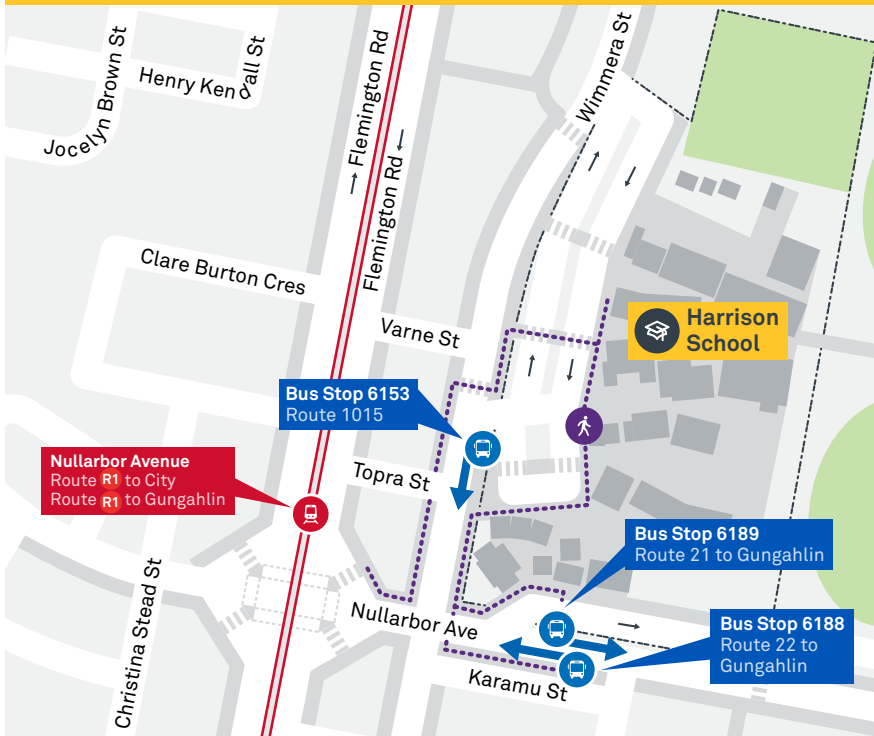 Jocelyn Brown St
Henry Kendall St
Flemington Rd
Flemington Rd
Wimmera St
Clare Burton Cres
Varne St
Harrison
School
Bus Stop 6153
Route 1015
Nullarbor Avenue
Route R1 to City
Route R1 to Gungahlin
Topra St
Bus Stop 6189
Route 21 to Gungahlin
Christina Stead St
Nullarbor Ave
Bus Stop 6188
Route 22 to
Gungahlin
Karamu St